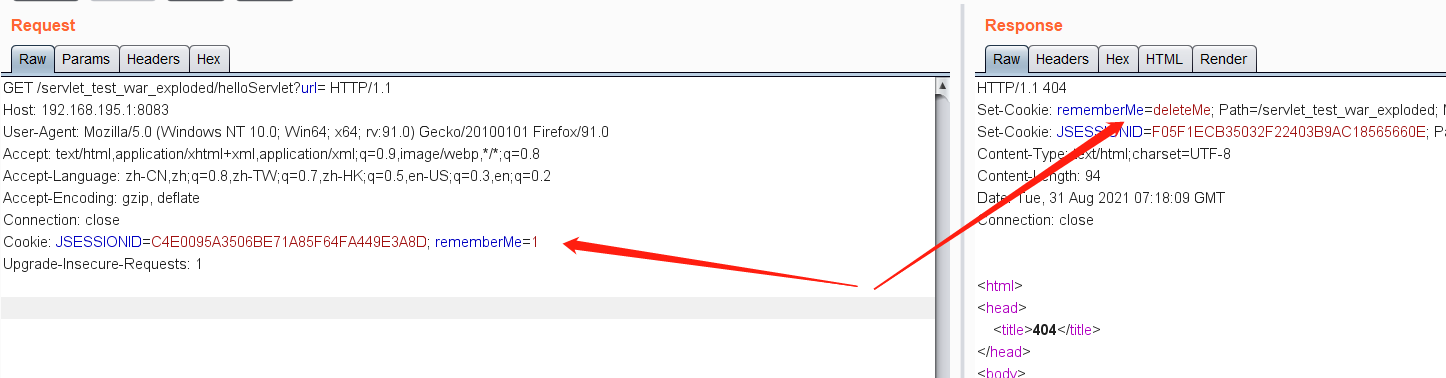 Request
Raw Params Headers Hex
GET /servlet_test_war_exploded/helloServlet?url= HTTP/1.1
Host: 192.168.195.1:8083
User-Agent: Mozilla/5.0 (Windows NT 10.0; Win64; x64; rv:91.0) Gecko/20100101 Firefox/91.0
Accept: text/html,application/xhtml+xml,application/xml;q=0.9,image/webp,*/*;q=0.8
Accept-Language: zh-CN,zh;q=0.8,zh-TW;q=0.7,zh-HK;q=0.5,en-US;q=0.3,en;q=0.2
Accept-Encoding: gzip, deflate
Connection: close
Cookie: JSESSIONID=C4E0095A3506BE71A85F64FA449E3A8D; rememberMe=1
Upgrade-Insecure-Requests: 1
Response
Raw Headers Hex HTML Render
HTTP/1.1 404
Set-Cookie: rememberMe=deleteMe; Path=/servlet_test_war_exploded;
Set-Cookie: JSESSIONID=F05F1ECB35032F22403B9AC18565660E;
Content-Type: text/html;charset=UTF-8
Content-Length: 94
Date: Tue, 31 Aug 2021 07:18:09 GMT
Connection: close
<html>
<head>
<title>404</title>
</head>
<body>